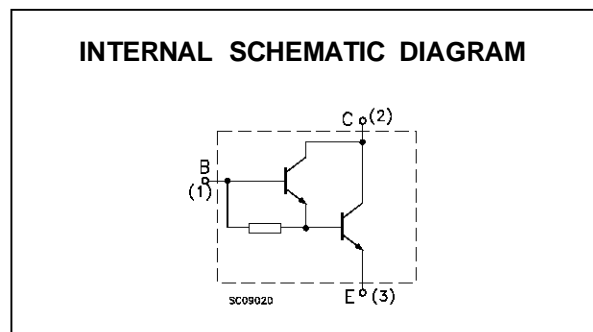 INTERNAL SCHEMATIC DIAGRAM
C (2)
B
(1)
SC09020
E (3)